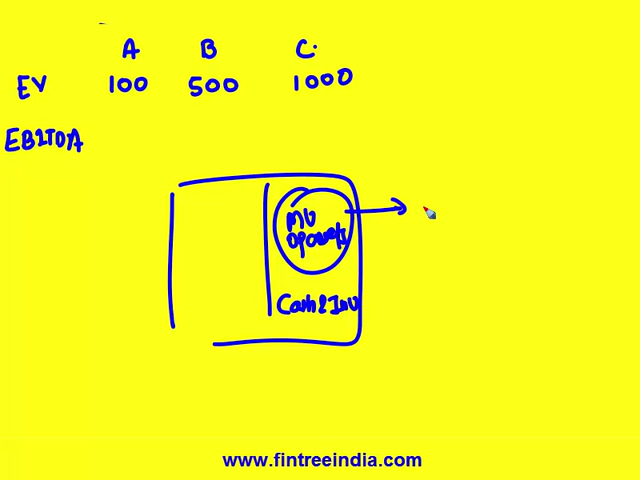 A B C.
EV 100 500 1000
EBITDA
MV
Cash & Inv
www.fintreeindia.com